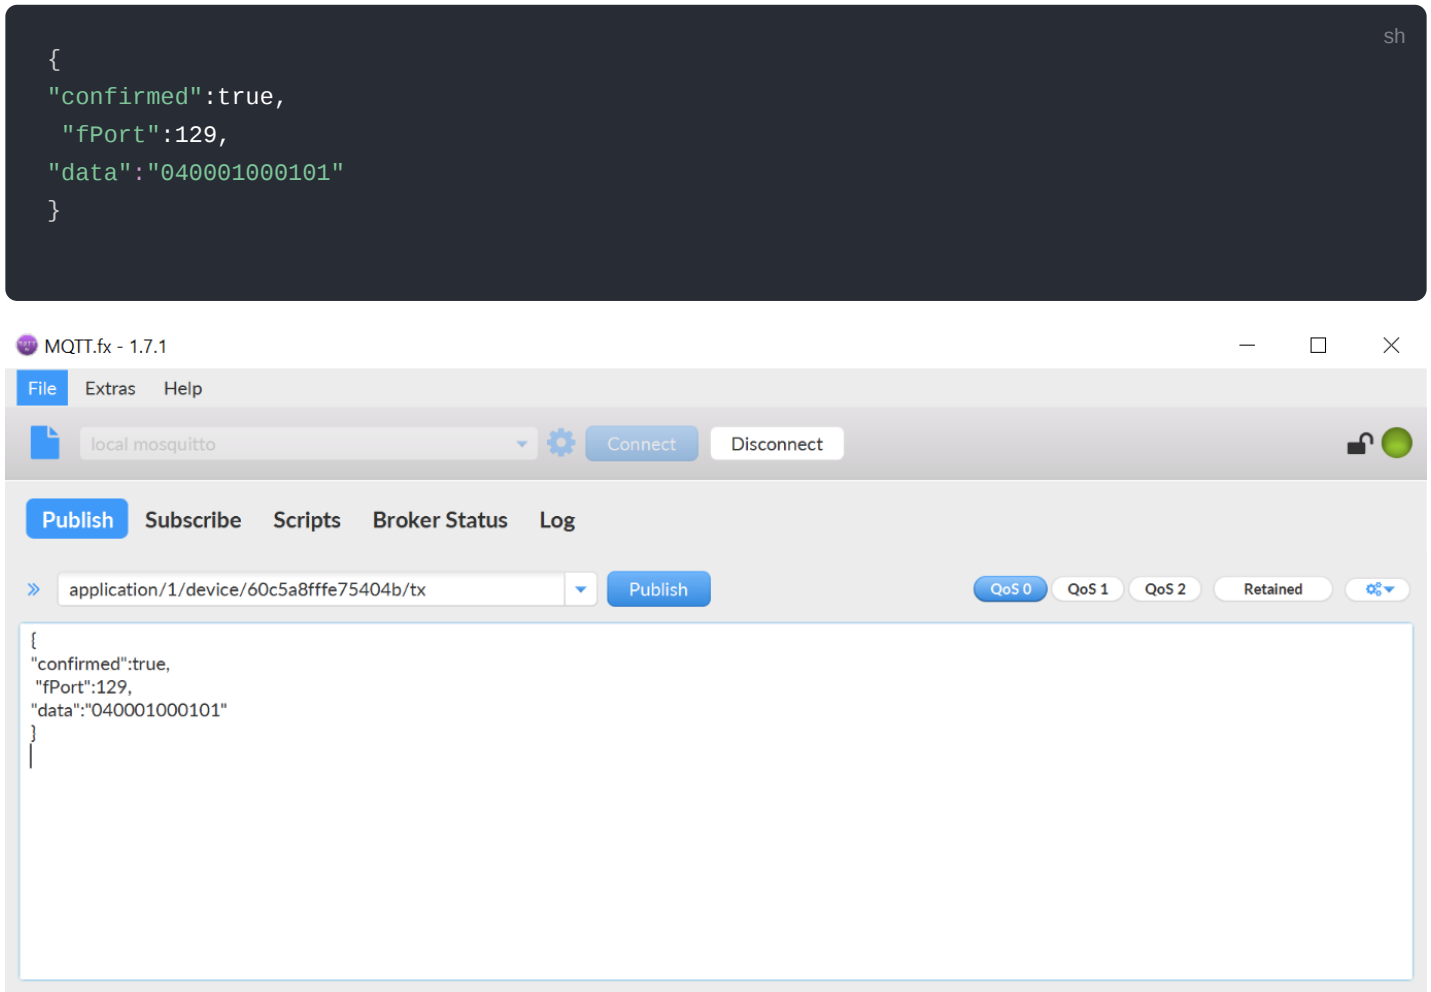 sh
{
"confirmed":true,
"fPort":129,
"data":"040001000101"
}
MQTT.fx - 1.7.1
File Extras Help
local mosquitto Connect Disconnect
Publish Subscribe Scripts Broker Status Log
application/1/device/60c5a8fffe75404b/tx Publish QoS 0 QoS 1 QoS 2 Retained
{
"confirmed":true,
"fPort":129,
"data":"040001000101"
}